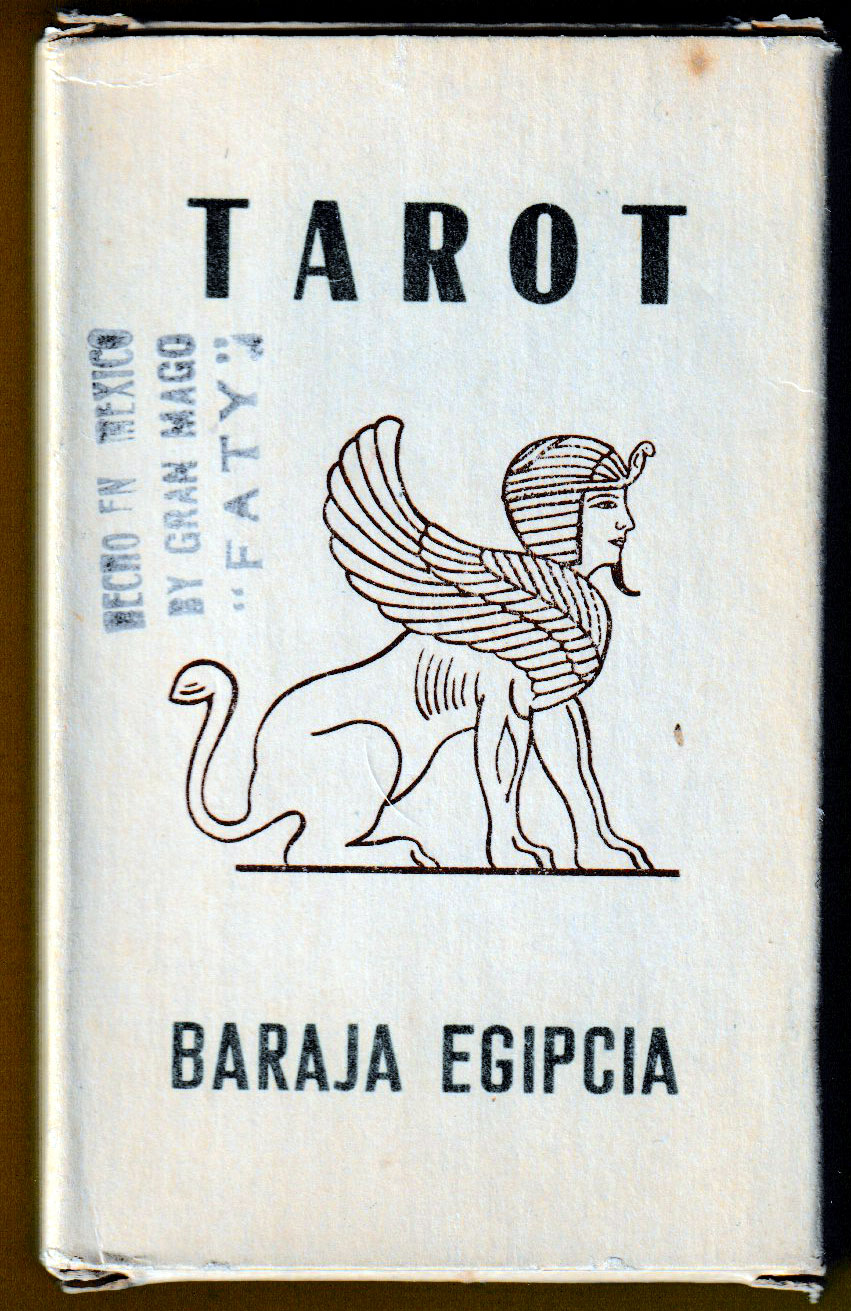 TAROT
HECHO EN MEXICO
BY GRAN MAGO
"FATY"
BARAJA EGIPCIA